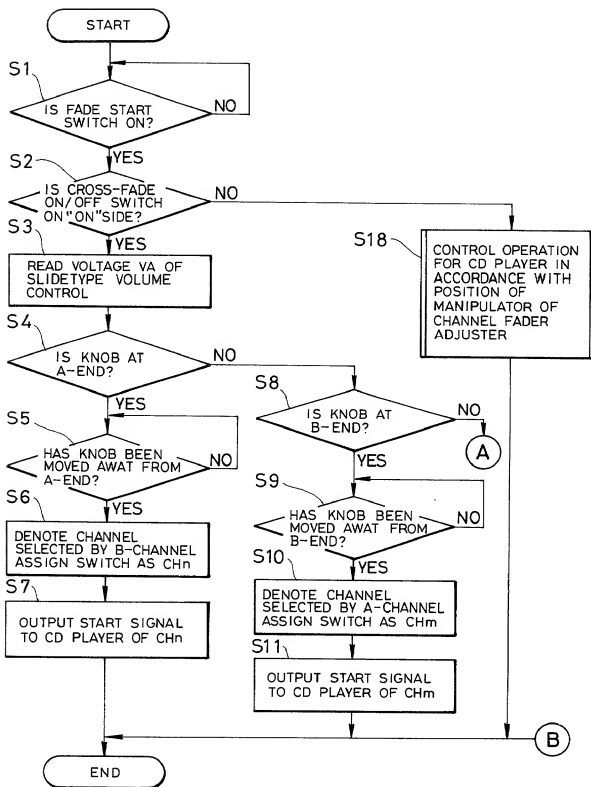 START
S1
IS FADE START
SWITCH ON?
NO
YES
S2
IS CROSS-FADE
ON/OFF SWITCH
ON "ON" SIDE?
NO
YES
S3
READ VOLTAGE VA OF
SLIDETYPE VOLUME
CONTROL
S18
CONTROL OPERATION
FOR CD PLAYER IN
ACCORDANCE WITH
POSITION OF
MANIPULATOR OF
CHANNEL FADER
ADJUSTER
S4
IS KNOB AT
A-END?
NO
YES
S8
IS KNOB AT
B-END?
NO
A
YES
S5
HAS KNOB BEEN
MOVED AWAT FROM
A-END?
NO
YES
S9
HAS KNOB BEEN
MOVED AWAT FROM
B-END?
NO
YES
S6
DENOTE CHANNEL
SELECTED BY B-CHANNEL
ASSIGN SWITCH AS CHn
S10
DENOTE CHANNEL
SELECTED BY A-CHANNEL
ASSIGN SWITCH AS CHm
S7
OUTPUT START SIGNAL
TO CD PLAYER OF CHn
S11
OUTPUT START SIGNAL
TO CD PLAYER OF CHm
B
END